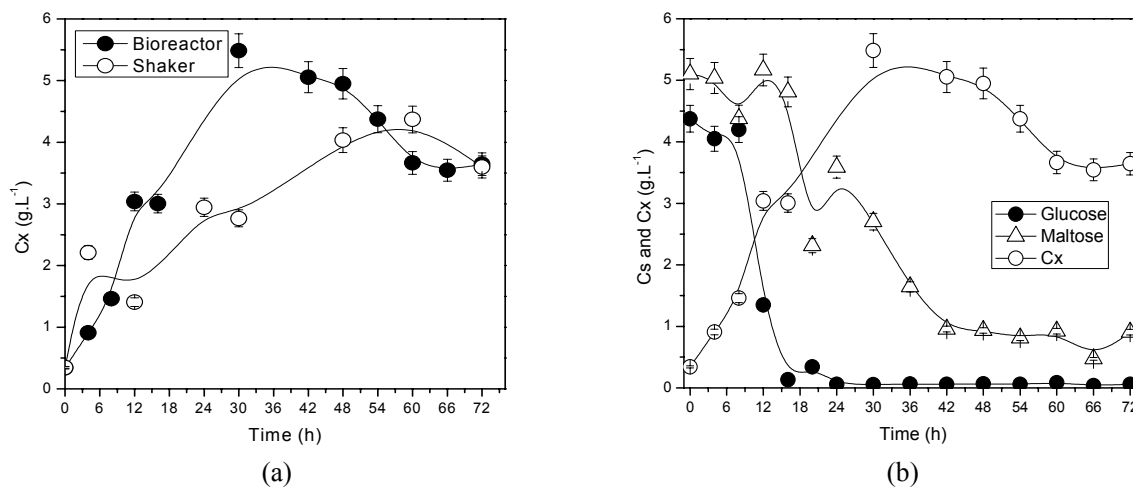 6
5
4
3
2
1
0
Cx (g.L⁻¹)
Bioreactor
Shaker
0 6 12 18 24 30 36 42 48 54 60 66 72
Time (h)
(a)
6
5
4
3
2
1
0
Cs and Cx (g.L⁻¹)
Glucose
Maltose
Cx
0 6 12 18 24 30 36 42 48 54 60 66 72
Time (h)
(b)